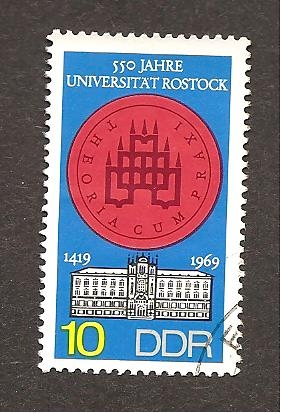 550 JAHRE
UNIVERSITÄT ROSTOCK
THEORIA CUM PRAXI
1419 1969
10 DDR